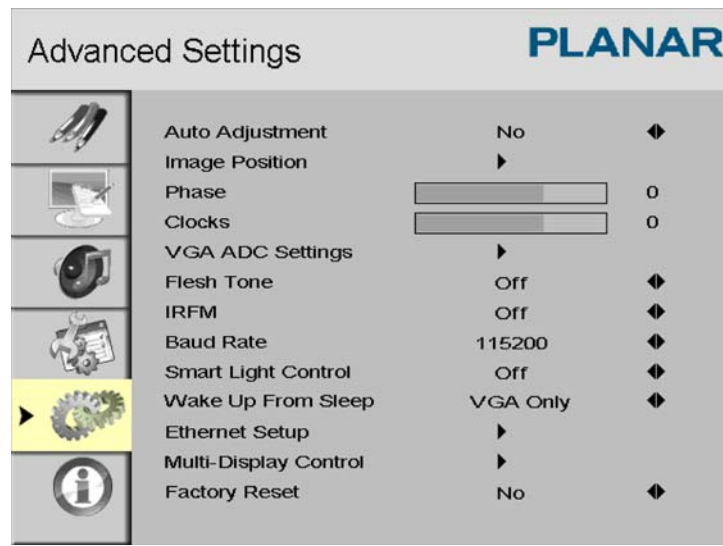 Advanced Settings PLANAR
Auto Adjustment No
Image Position
Phase 0
Clocks 0
VGA ADC Settings
Flesh Tone Off
IRFM Off
Baud Rate 115200
Smart Light Control Off
Wake Up From Sleep VGA Only
Ethernet Setup
Multi-Display Control
Factory Reset No